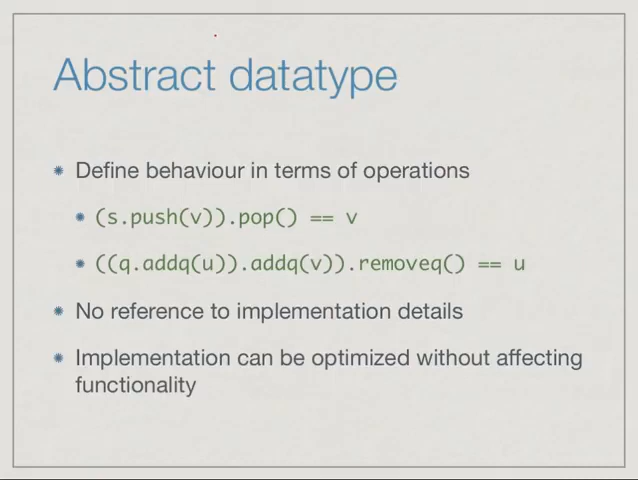 Abstract datatype
Define behaviour in terms of operations
(s.push(v)).pop() == v
((q.addq(u)).addq(v)).removeq() == u
No reference to implementation details
Implementation can be optimized without affecting
functionality